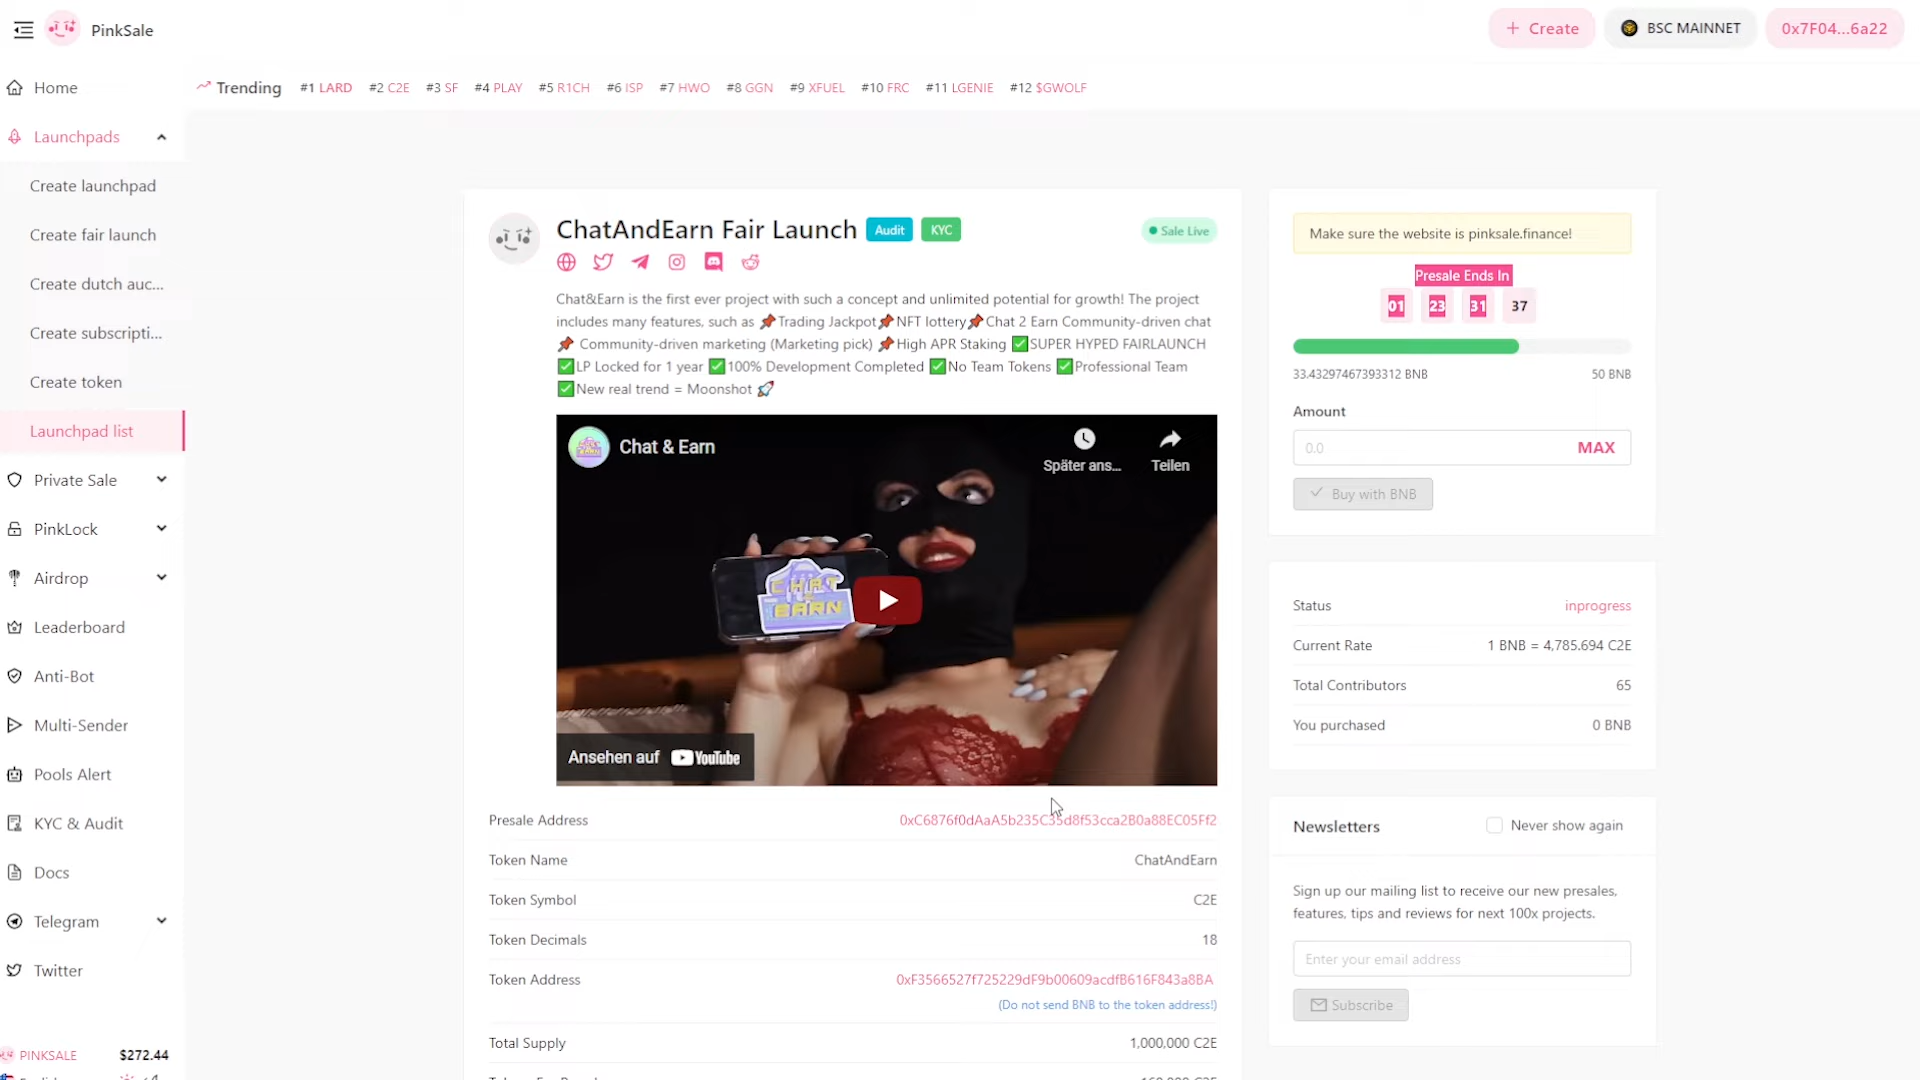 PinkSale
+ Create
BSC MAINNET
0x7F04...6a22
Home
Trending #1 LARD #2 C2E #3 SF #4 PLAY #5 R1CH #6 ISP #7 HWO #8 GGN #9 XFUEL #10 FRC #11 LGENIE #12 $GWOLF
Launchpads
Create launchpad
Create fair launch
Create dutch auc...
Create subscripti...
Create token
Launchpad list
Private Sale
PinkLock
Airdrop
Leaderboard
Anti-Bot
Multi-Sender
Pools Alert
KYC & Audit
Docs
Telegram
Twitter
PINKSALE $272.44
ChatAndEarn Fair Launch Audit KYC
Sale Live
Chat&Earn is the first ever project with such a concept and unlimited potential for growth! The project
includes many features, such as 📌Trading Jackpot📌NFT lottery📌Chat 2 Earn Community-driven chat
📌 Community-driven marketing (Marketing pick) 📌High APR Staking ✅SUPER HYPED FAIRLAUNCH
✅LP Locked for 1 year ✅100% Development Completed ✅No Team Tokens ✅Professional Team
✅New real trend = Moonshot 🚀
Chat & Earn
Später ans...
Teilen
CHAT
EARN
Ansehen auf YouTube
Presale Address 0xC6876f0dAaA5b235C35d8f53cca2B0a88EC05Ff2
Token Name ChatAndEarn
Token Symbol C2E
Token Decimals 18
Token Address 0xF3566527f725229dF9b00609acdfB616F843a8BA
(Do not send BNB to the token address!)
Total Supply 1,000,000 C2E
Make sure the website is pinksale.finance!
Presale Ends In
01 23 31 37
33.43297467393312 BNB 50 BNB
Amount
0.0 MAX
Buy with BNB
Status inprogress
Current Rate 1 BNB = 4,785.694 C2E
Total Contributors 65
You purchased 0 BNB
Newsletters Never show again
Sign up our mailing list to receive our new presales,
features, tips and reviews for next 100x projects.
Enter your email address
Subscribe